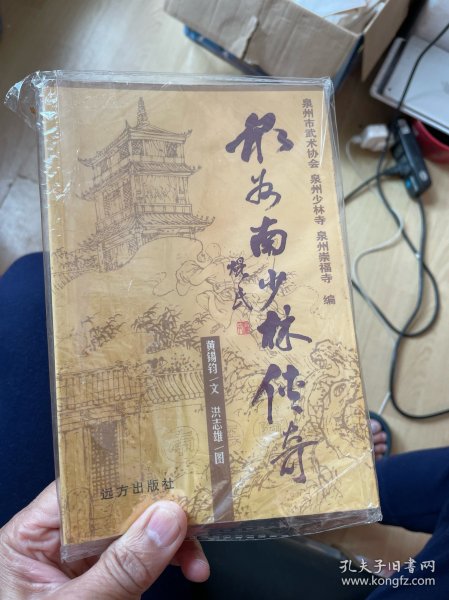 泉州市武术协会 泉州少林寺 泉州崇福寺 编
泉州南少林传奇
黄锡钧/文 洪志雄/图
远方出版社
孔夫子旧书网
www.kongfz.com